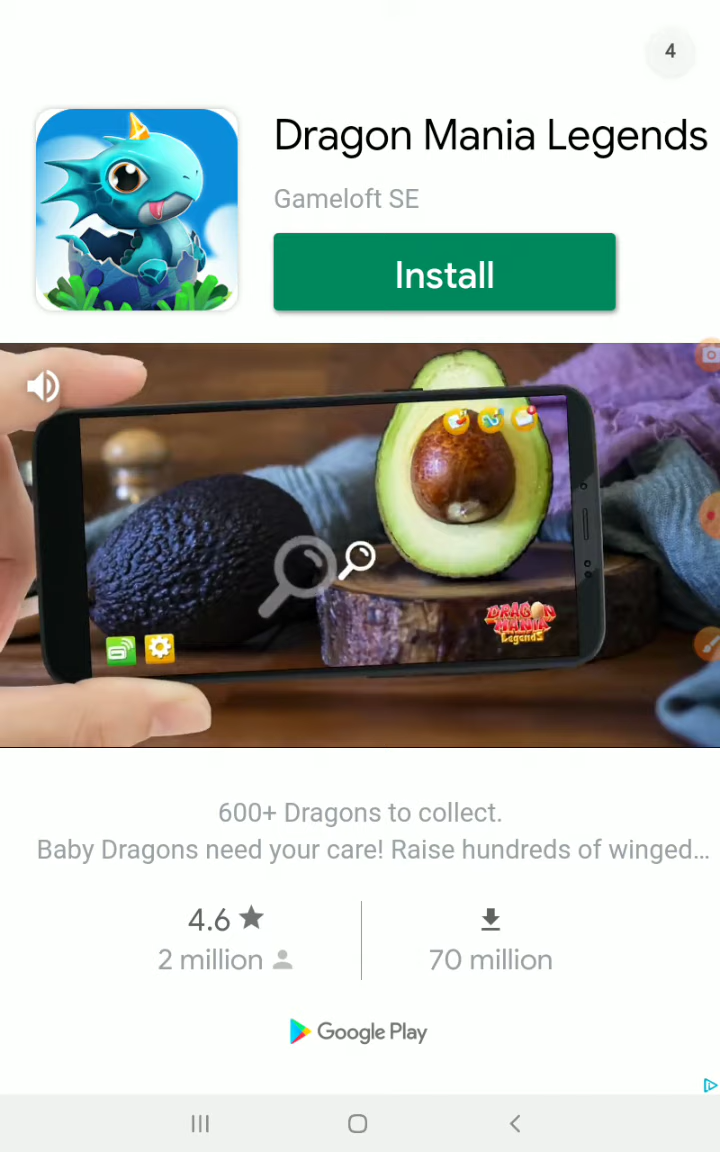 4
Dragon Mania Legends
Gameloft SE
Install
DRAGON
MANIA
Legends
600+ Dragons to collect.
Baby Dragons need your care! Raise hundreds of winged...
4.6
2 million
70 million
Google Play